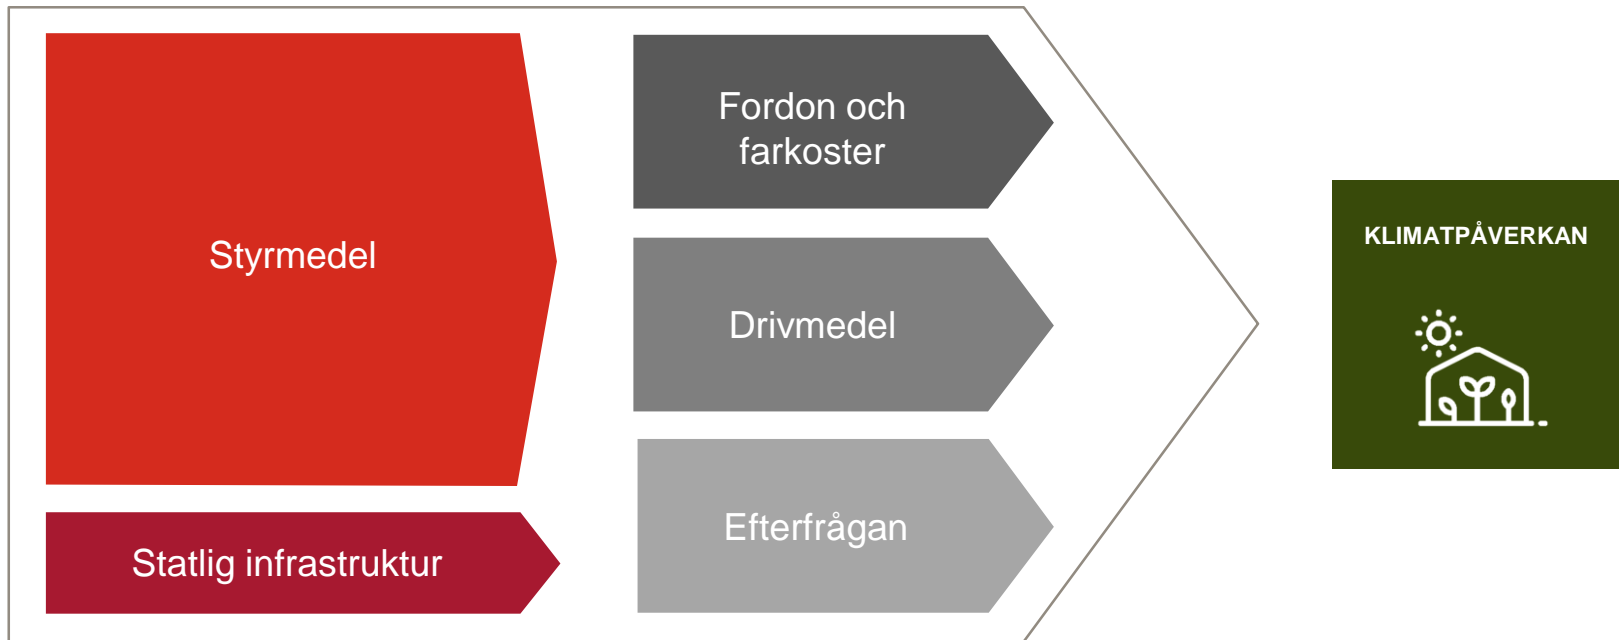 Styrmedel
Statlig infrastruktur
Fordon och
farkoster
Drivmedel
Efterfrågan
KLIMATPÅVERKAN